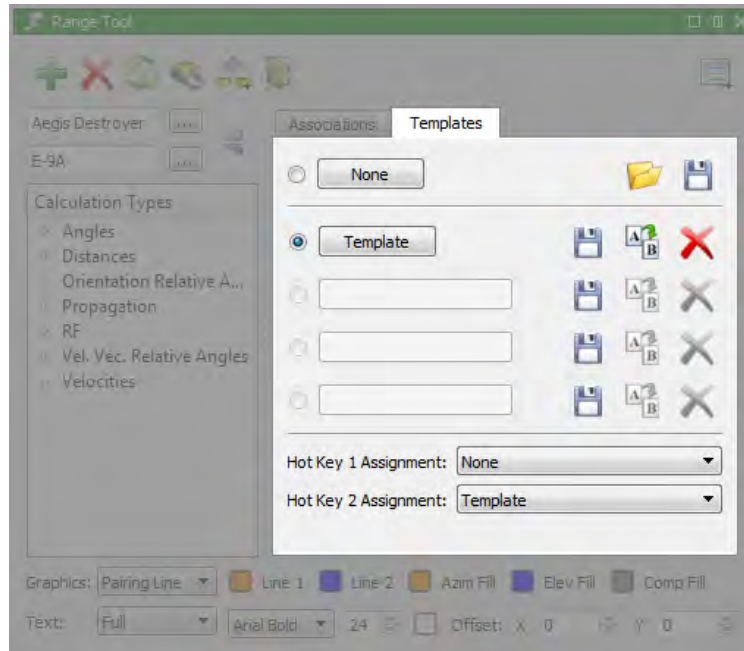 Range Tool
Aegis Destroyer ....
E-9A ....
Associations Templates
None
Template
Calculation Types
Angles
Distances
Orientation Relative A...
Propagation
RF
Vel. Vec. Relative Angles
Velocities
A B
A B
A B
A B
Hot Key 1 Assignment: None
Hot Key 2 Assignment: Template
Graphics: Pairing Line Line 1 Line 2 Azim Fill Elev Fill Comp Fill
Text: Full Arial Bold 24 Offset: X 0 Y 0